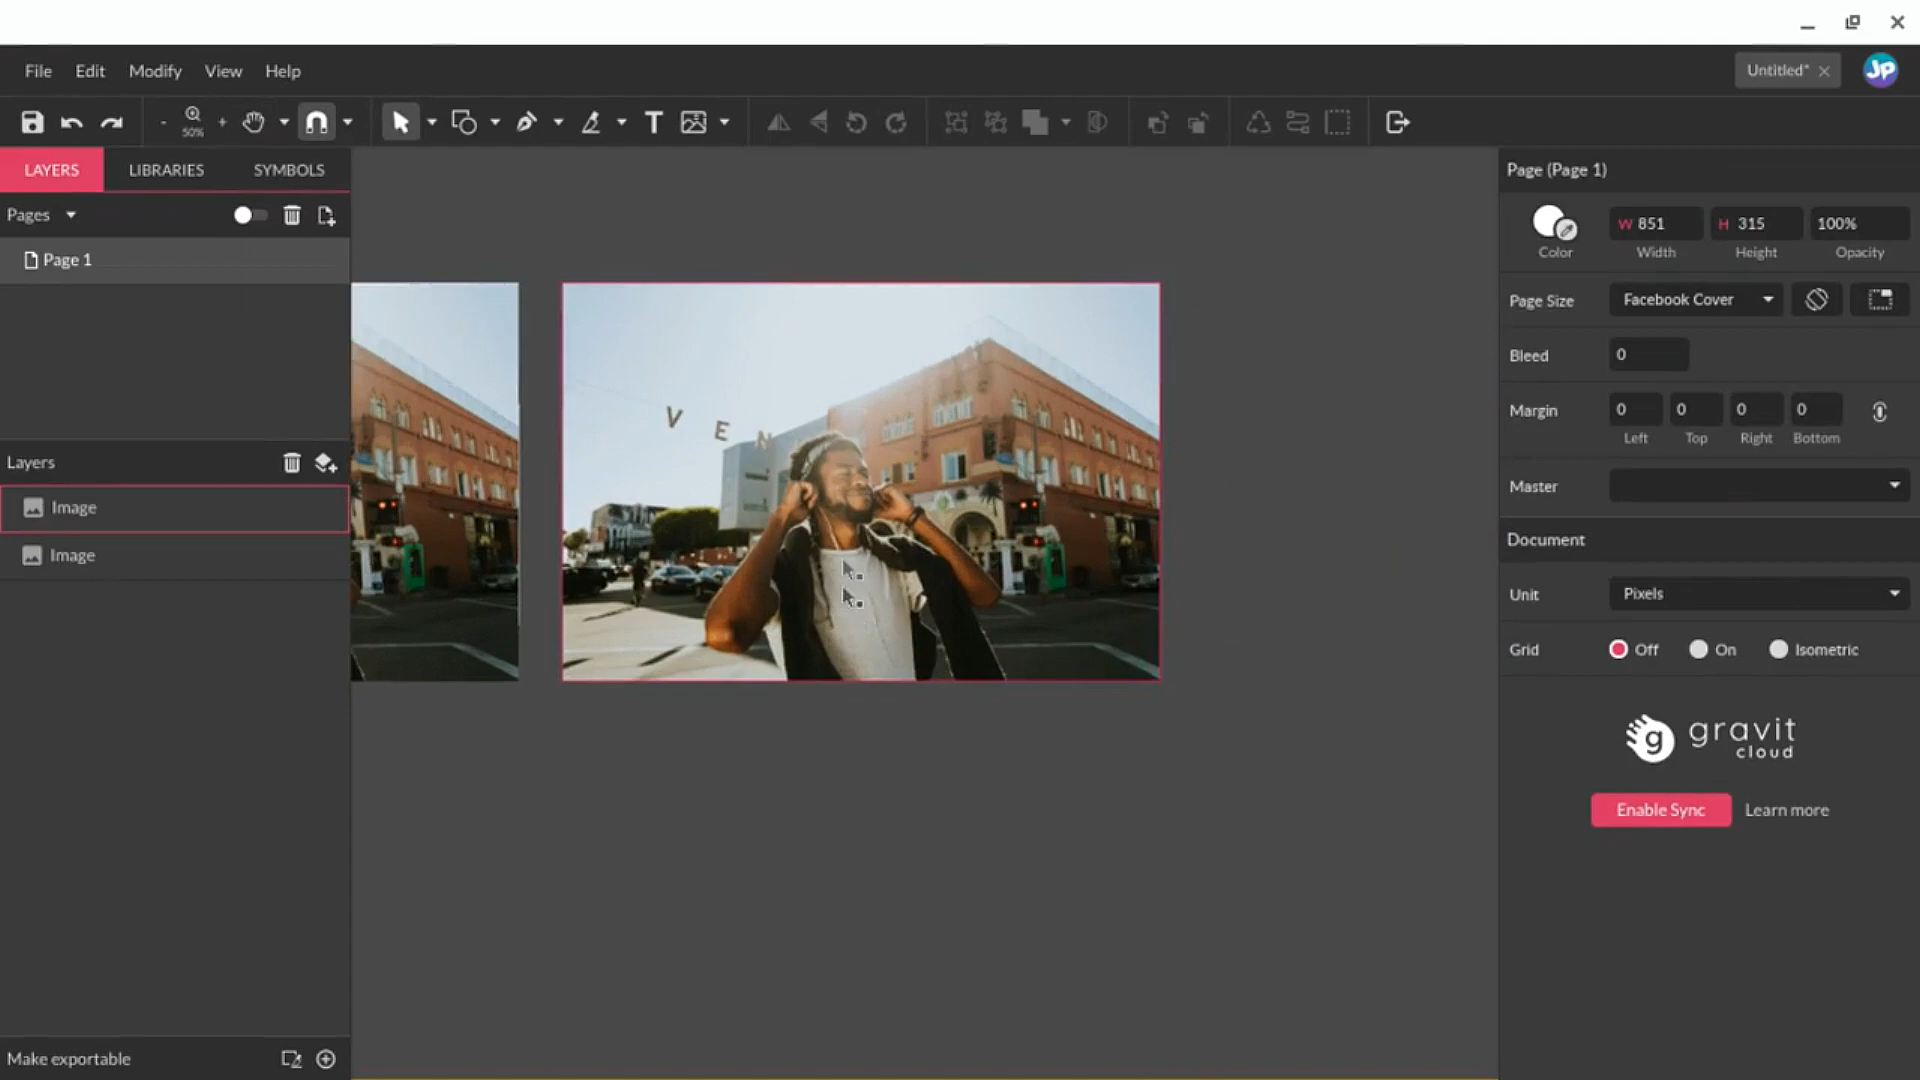 File Edit Modify View Help
Untitled*
JP
- 50% +
T
LAYERS LIBRARIES SYMBOLS
Pages
Page 1
Layers
Image
Image
Make exportable
V E N
Page (Page 1)
W 851 H 315 100%
Color Width Height Opacity
Page Size Facebook Cover
Bleed 0
Margin 0 0 0 0
Left Top Right Bottom
Master
Document
Unit Pixels
Grid Off On Isometric
g gravit
cloud
Enable Sync Learn more